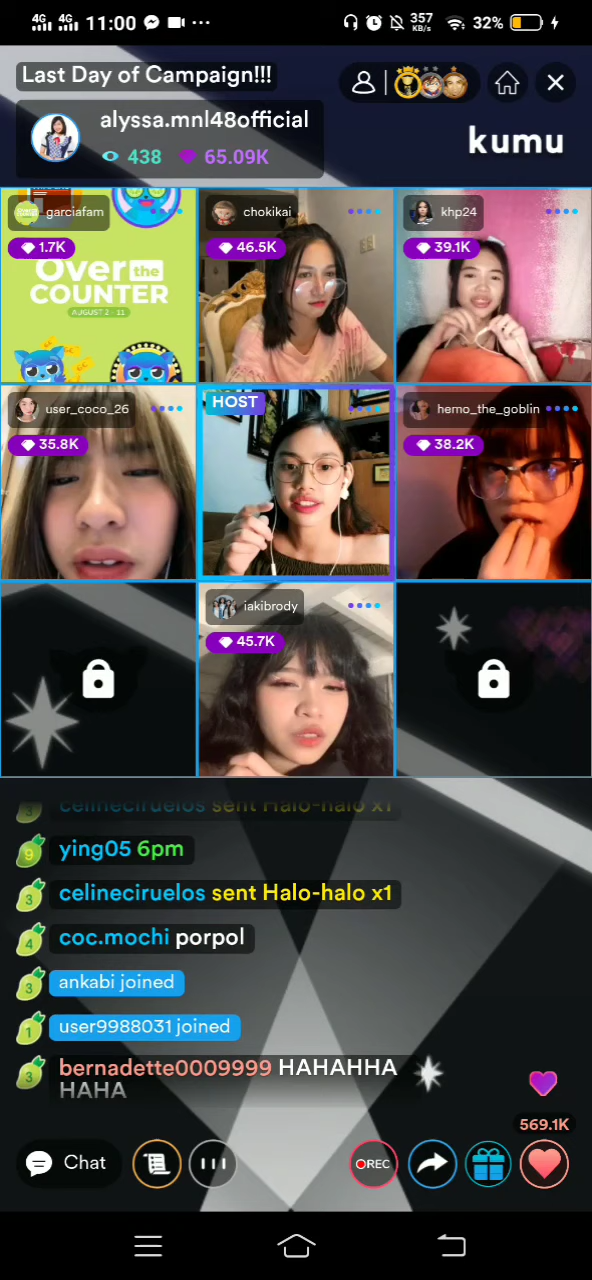 4G 4G 11:00 ... 357 KB/s 32%
Last Day of Campaign!!!
alyssa.mnl48official
438 65.09K
kumu
garciafam
1.7K
Over the
COUNTER
AUGUST 2 - 11
chokikai
46.5K
khp24
39.1K
user_coco_26
35.8K
HOST
hemo_the_goblin
38.2K
iakibrody
45.7K
3 celineciruelos sent Halo-halo x1
9 ying05 6pm
3 celineciruelos sent Halo-halo x1
4 coc.mochi porpol
3 ankabi joined
1 user9988031 joined
3 bernadette0009999 HAHAHHA
HAHA
569.1K
Chat
REC